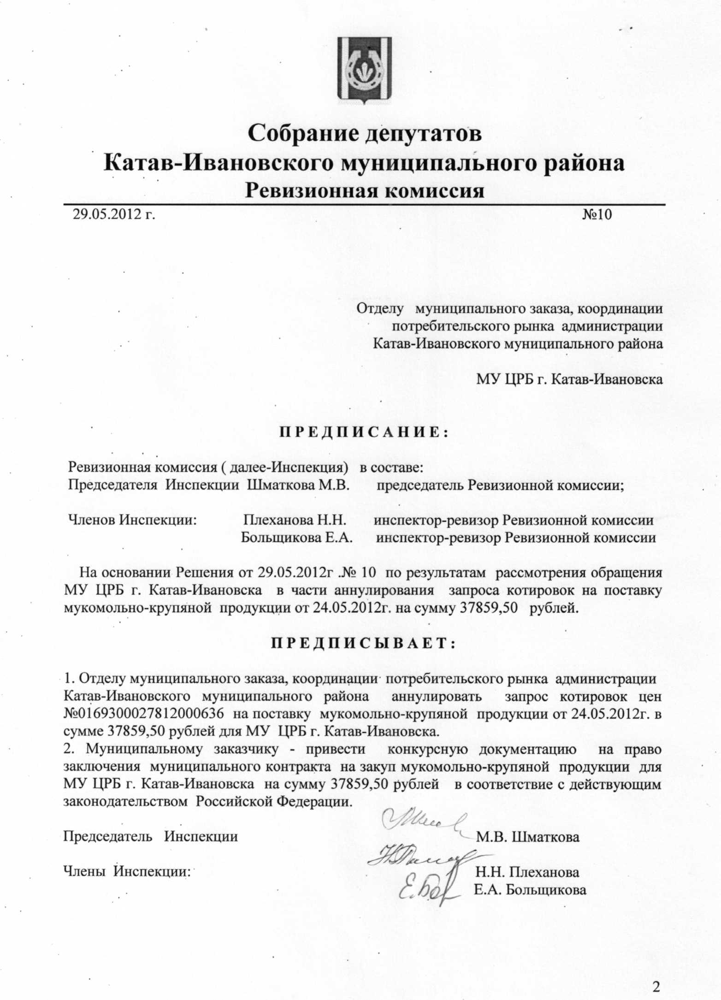 Собрание депутатов
Катав-Ивановского муниципального района
Ревизионная комиссия
29.05.2012 г. №10
Отделу муниципального заказа, координации
потребительского рынка администрации
Катав-Ивановского муниципального района
МУ ЦРБ г. Катав-Ивановска
ПРЕДПИСАНИЕ:
Ревизионная комиссия ( далее-Инспекция) в составе:
Председателя Инспекции Шматкова М.В. председатель Ревизионной комиссии;
Членов Инспекции: Плеханова Н.Н. инспектор-ревизор Ревизионной комиссии
Больщикова Е.А. инспектор-ревизор Ревизионной комиссии
На основании Решения от 29.05.2012г .№ 10 по результатам рассмотрения обращения
МУ ЦРБ г. Катав-Ивановска в части аннулирования запроса котировок на поставку
мукомольно-крупяной продукции от 24.05.2012г. на сумму 37859,50 рублей.
ПРЕДПИСЫВАЕТ:
1. Отделу муниципального заказа, координации потребительского рынка администрации
Катав-Ивановского муниципального района аннулировать запрос котировок цен
№0169300027812000636 на поставку мукомольно-крупяной продукции от 24.05.2012г. в
сумме 37859,50 рублей для МУ ЦРБ г. Катав-Ивановска.
2. Муниципальному заказчику - привести конкурсную документацию на право
заключения муниципального контракта на закуп мукомольно-крупяной продукции для
МУ ЦРБ г. Катав-Ивановска на сумму 37859,50 рублей в соответствие с действующим
законодательством Российской Федерации.
Председатель Инспекции М.В. Шматкова
Члены Инспекции: Н.Н. Плеханова
Е.А. Больщикова
2